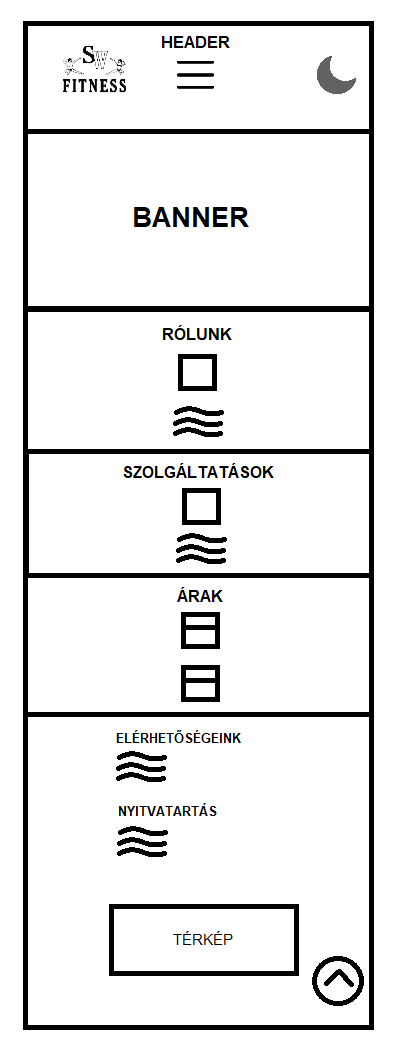 HEADER
SW
FITNESS
BANNER
RÓLUNK
SZOLGÁLTATÁSOK
ÁRAK
ELÉRHETŐSÉGEINK
NYITVATARTÁS
TÉRKÉP